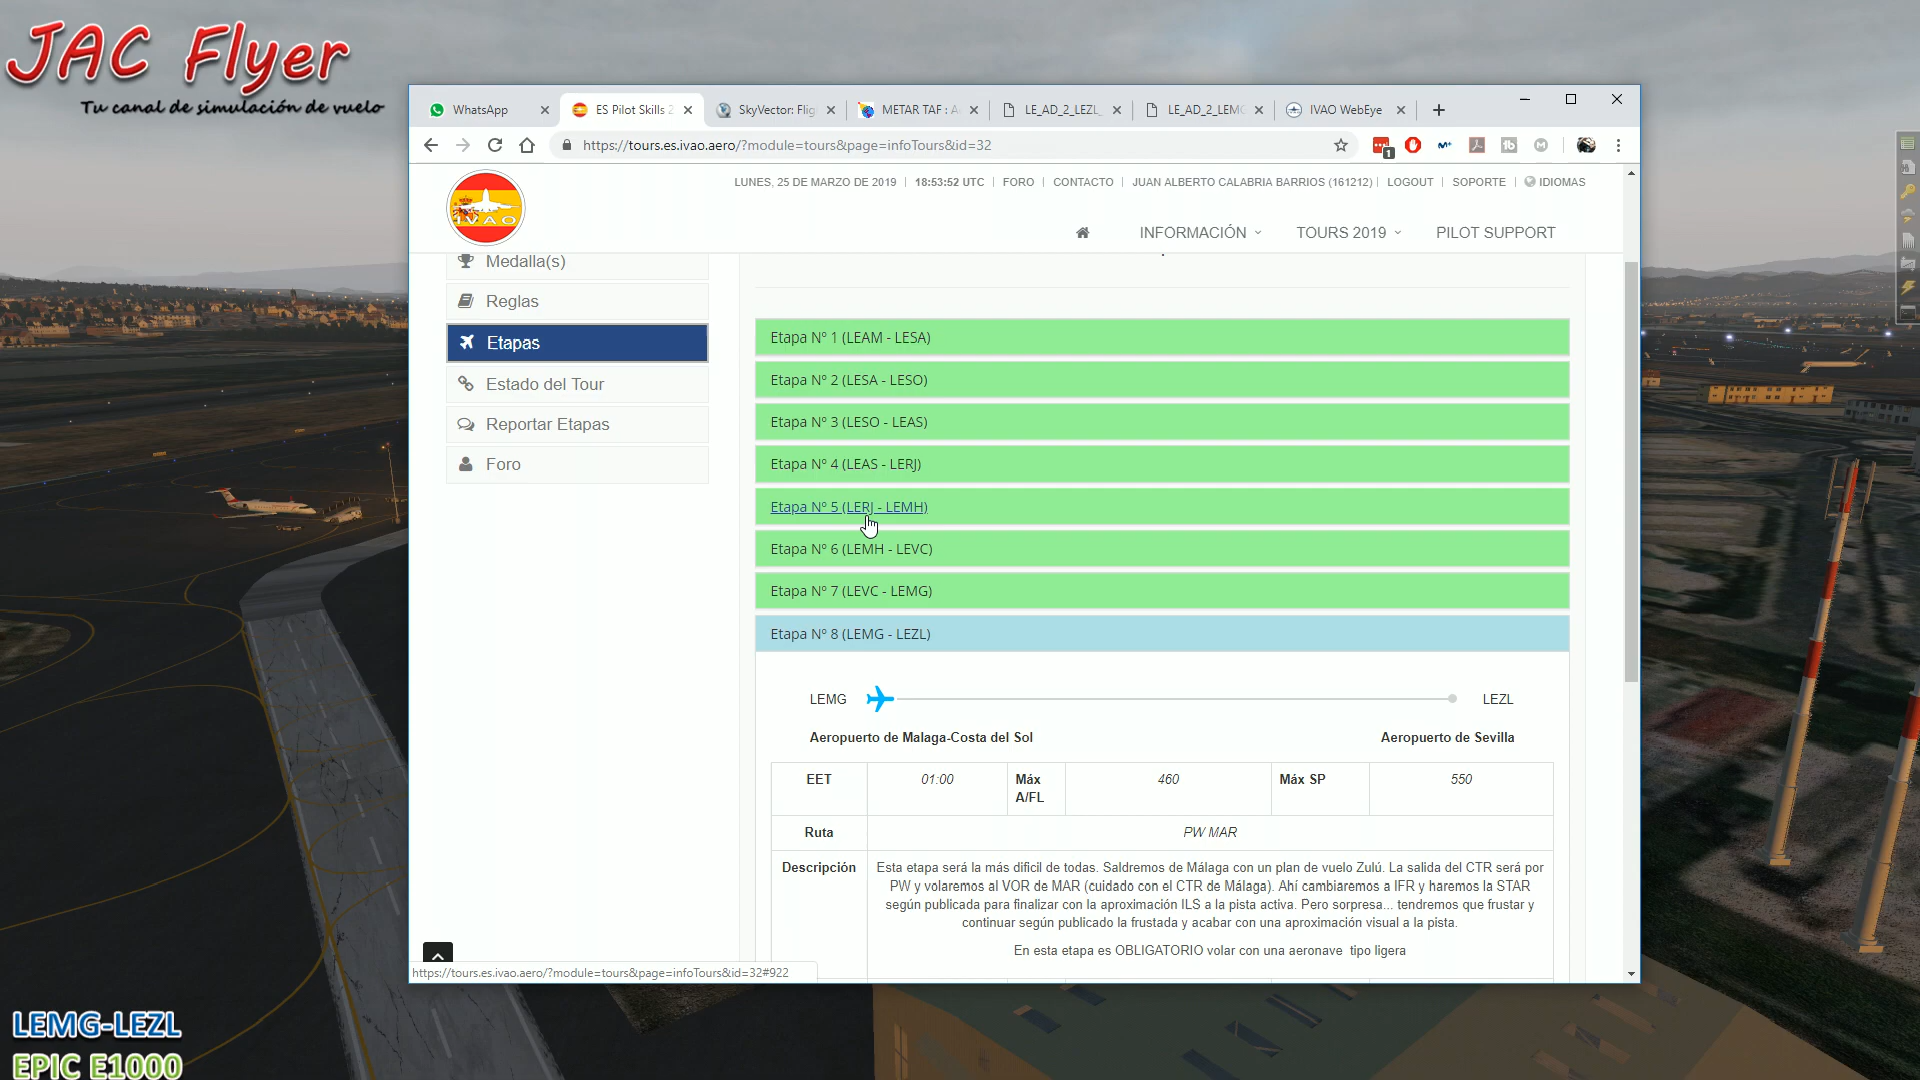 JAC Flyer
Tu canal de simulación de vuelo
WhatsApp
ES Pilot Skills 2
SkyVector: Flig
METAR TAF : A
LE_AD_2_LEZL_
LE_AD_2_LEMG
IVAO WebEye
https://tours.es.ivao.aero/?module=tours&page=infoTours&id=32
1
IVAO
LUNES, 25 DE MARZO DE 2019 | 18:53:52 UTC | FORO | CONTACTO | JUAN ALBERTO CALABRIA BARRIOS (161212) | LOGOUT | SOPORTE | IDIOMAS
INFORMACIÓN TOURS 2019 PILOT SUPPORT
Medalla(s)
Reglas
Etapas
Estado del Tour
Reportar Etapas
Foro
Etapa Nº 1 (LEAM - LESA)
Etapa Nº 2 (LESA - LESO)
Etapa Nº 3 (LESO - LEAS)
Etapa Nº 4 (LEAS - LERJ)
Etapa Nº 5 (LERJ - LEMH)
Etapa Nº 6 (LEMH - LEVC)
Etapa Nº 7 (LEVC - LEMG)
Etapa Nº 8 (LEMG - LEZL)
LEMG LEZL
Aeropuerto de Malaga-Costa del Sol Aeropuerto de Sevilla
EET 01:00 Máx A/FL 460 Máx SP 550
Ruta PW MAR
Descripción Esta etapa será la más dificil de todas. Saldremos de Málaga con un plan de vuelo Zulú. La salida del CTR será por
PW y volaremos al VOR de MAR (cuidado con el CTR de Málaga). Ahí cambiaremos a IFR y haremos la STAR
según publicada para finalizar con la aproximación ILS a la pista activa. Pero sorpresa... tendremos que frustar y
continuar según publicado la frustada y acabar con una aproximación visual a la pista.
En esta etapa es OBLIGATORIO volar con una aeronave tipo ligera
https://tours.es.ivao.aero/?module=tours&page=infoTours&id=32#922
LEMG-LEZL
EPIC E1000